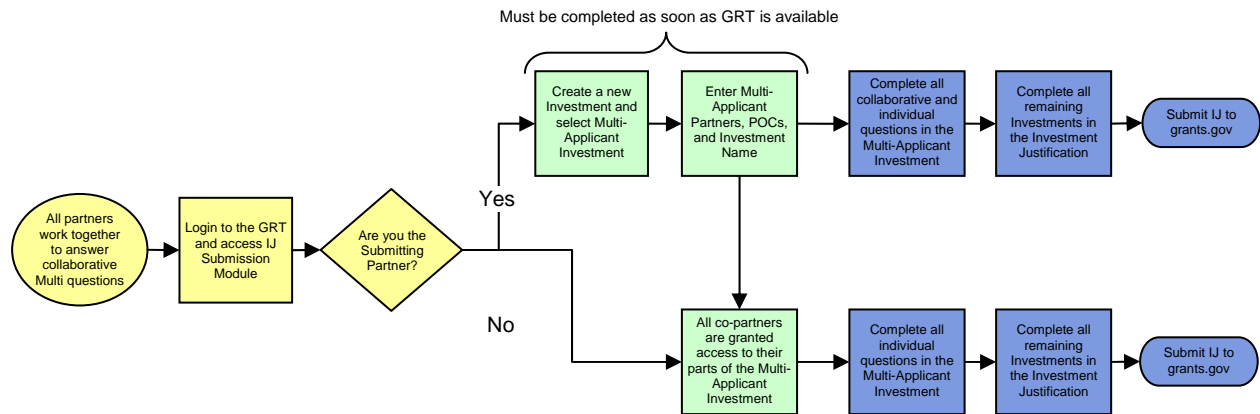 Must be completed as soon as GRT is available
Create a new
Investment and
select Multi-
Applicant
Investment
Enter Multi-
Applicant
Partners, POCs,
and Investment
Name
Complete all
collaborative and
individual
questions in the
Multi-Applicant
Investment
Complete all
remaining
Investments in
the Investment
Justification
Submit IJ to
grants.gov
Yes
All partners
work together
to answer
collaborative
Multi questions
Login to the GRT
and access IJ
Submission
Module
Are you the
Submitting
Partner?
No
All co-partners
are granted
access to their
parts of the Multi-
Applicant
Investment
Complete all
individual
questions in the
Multi-Applicant
Investment
Complete all
remaining
Investments in
the Investment
Justification
Submit IJ to
grants.gov